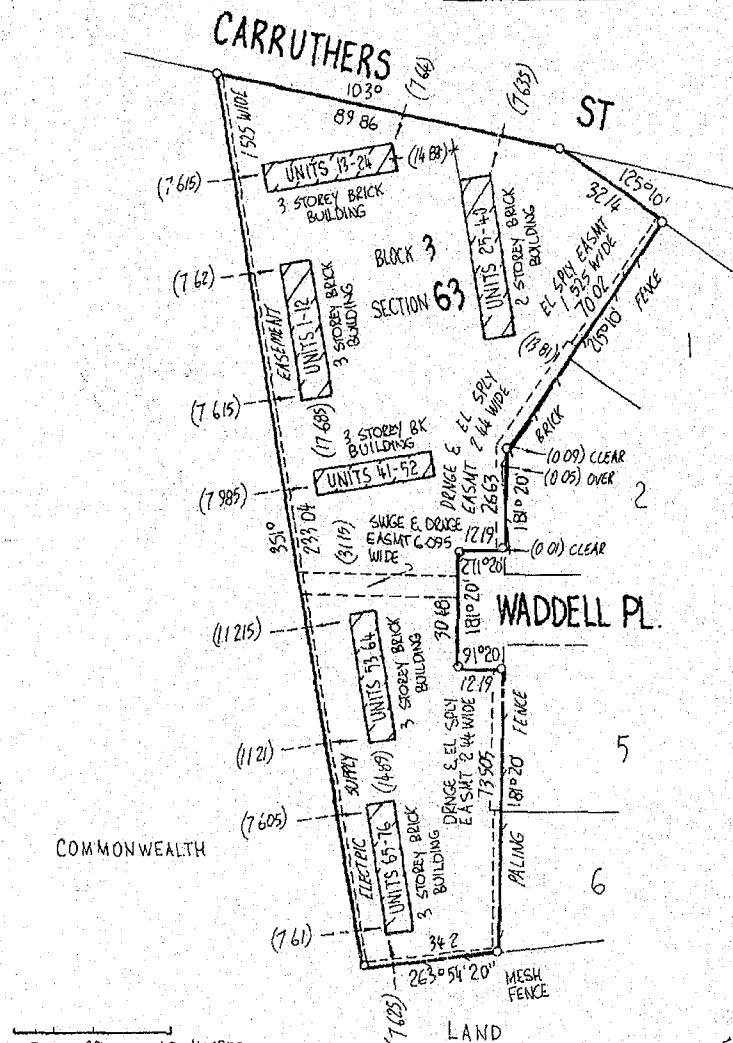 CARRUTHERS
ST
103°
89 86
(7 64)
(7 635)
1 525 WIDE
(14 88)
125°10'
32 14
(7 615)
UNITS 13-24
3 STOREY BRICK
BUILDING
UNITS 25-40
2 STOREY BRICK
BUILDING
BLOCK 3
SECTION 63
EL SPLY EASMT
1 525 WIDE
70 02
215°10'
FENCE
(13 81)
1
(7 62)
EASEMENT
UNITS 1-12
3 STOREY BRICK
BUILDING
(7 615)
(17 685)
BRICK
3 STOREY BK
BUILDING
UNITS 41-52
DRNGE & EL SPLY
EASMT 2 44 WIDE
26 63
181°20'
(0 09) CLEAR
(0 05) OVER
2
(7 985)
351°
233 04
(31 15)
SWGE & DRNGE
EASMT 6 095
WIDE
12 19
271°20'
(0 01) CLEAR
30 48
181°20'
WADDELL PL.
91°20'
12 19
(11 215)
UNITS 53 64
3 STOREY BRICK
BUILDING
(11 21)
SUPPLY
(14 89)
DRNGE & EL SPLY
EASMT 2 44 WIDE
73 505
181°20'
FENCE
5
(7 605)
COMMONWEALTH
ELECTRIC
UNITS 65-76
3 STOREY BRICK
BUILDING
PALING
6
(7 61)
34 2
263°54'20"
MESH
FENCE
(7 625)
LAND